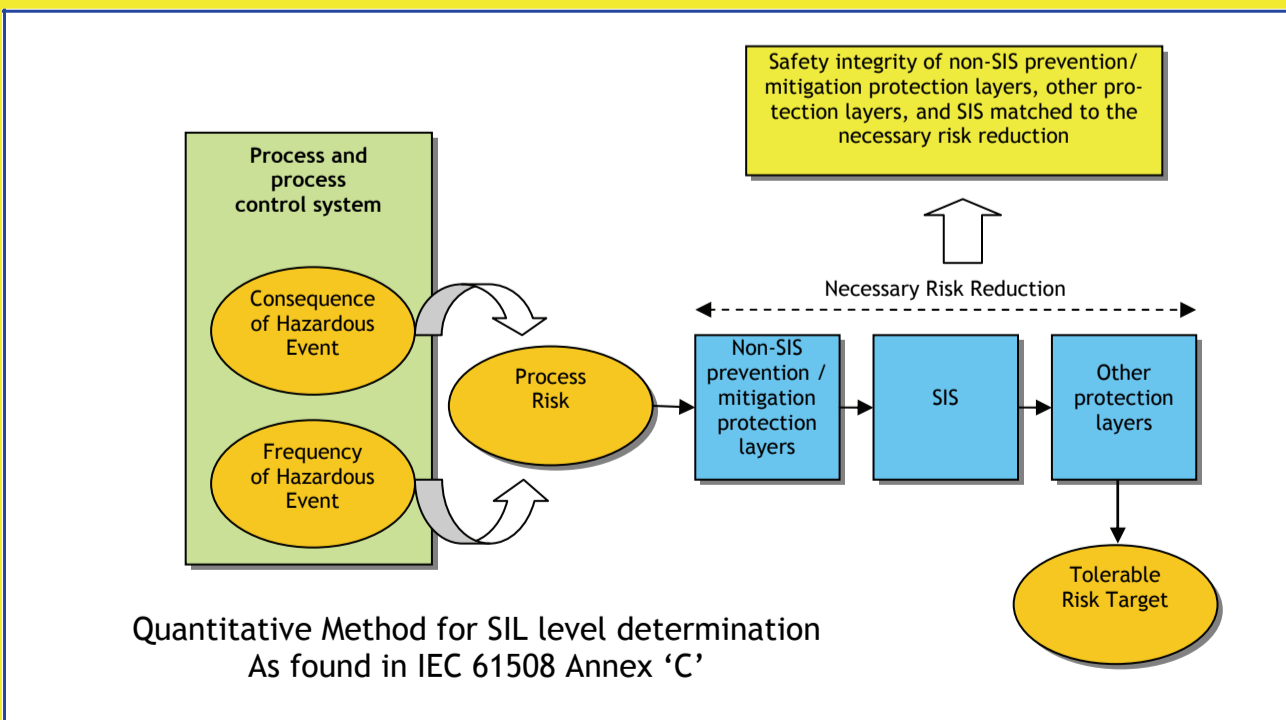 Safety integrity of non-SIS prevention/
mitigation protection layers, other pro-
tection layers, and SIS matched to the
necessary risk reduction
Process and
process
control system
Consequence
of Hazardous
Event
Frequency
of Hazardous
Event
Process
Risk
Necessary Risk Reduction
Non-SIS
prevention /
mitigation
protection
layers
SIS
Other
protection
layers
Tolerable
Risk Target
Quantitative Method for SIL level determination
As found in IEC 61508 Annex ‘C’